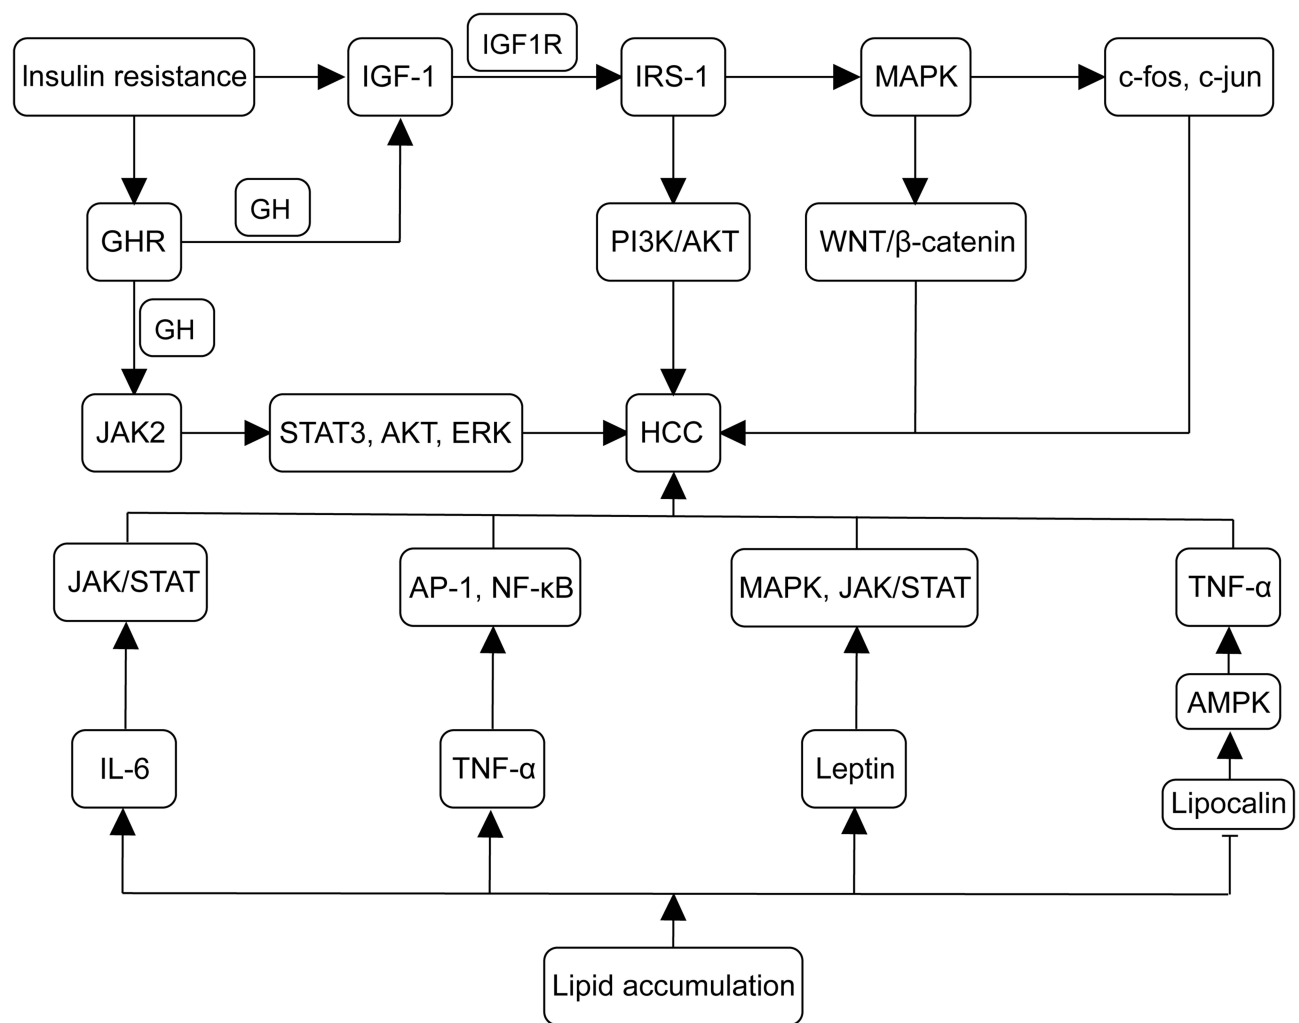 IGF1R
Insulin resistance
IGF-1
IRS-1
MAPK
c-fos, c-jun
GH
GHR
PI3K/AKT
WNT/β-catenin
GH
JAK2
STAT3, AKT, ERK
HCC
JAK/STAT
AP-1, NF-κB
MAPK, JAK/STAT
TNF-α
AMPK
IL-6
TNF-α
Leptin
Lipocalin
Lipid accumulation